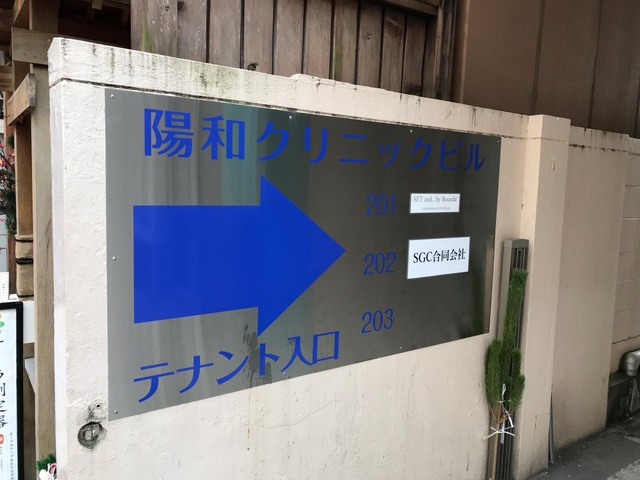 陽和クリニックビル
201
SET and.. by Rounda
202
SGC合同会社
203
テナント入口